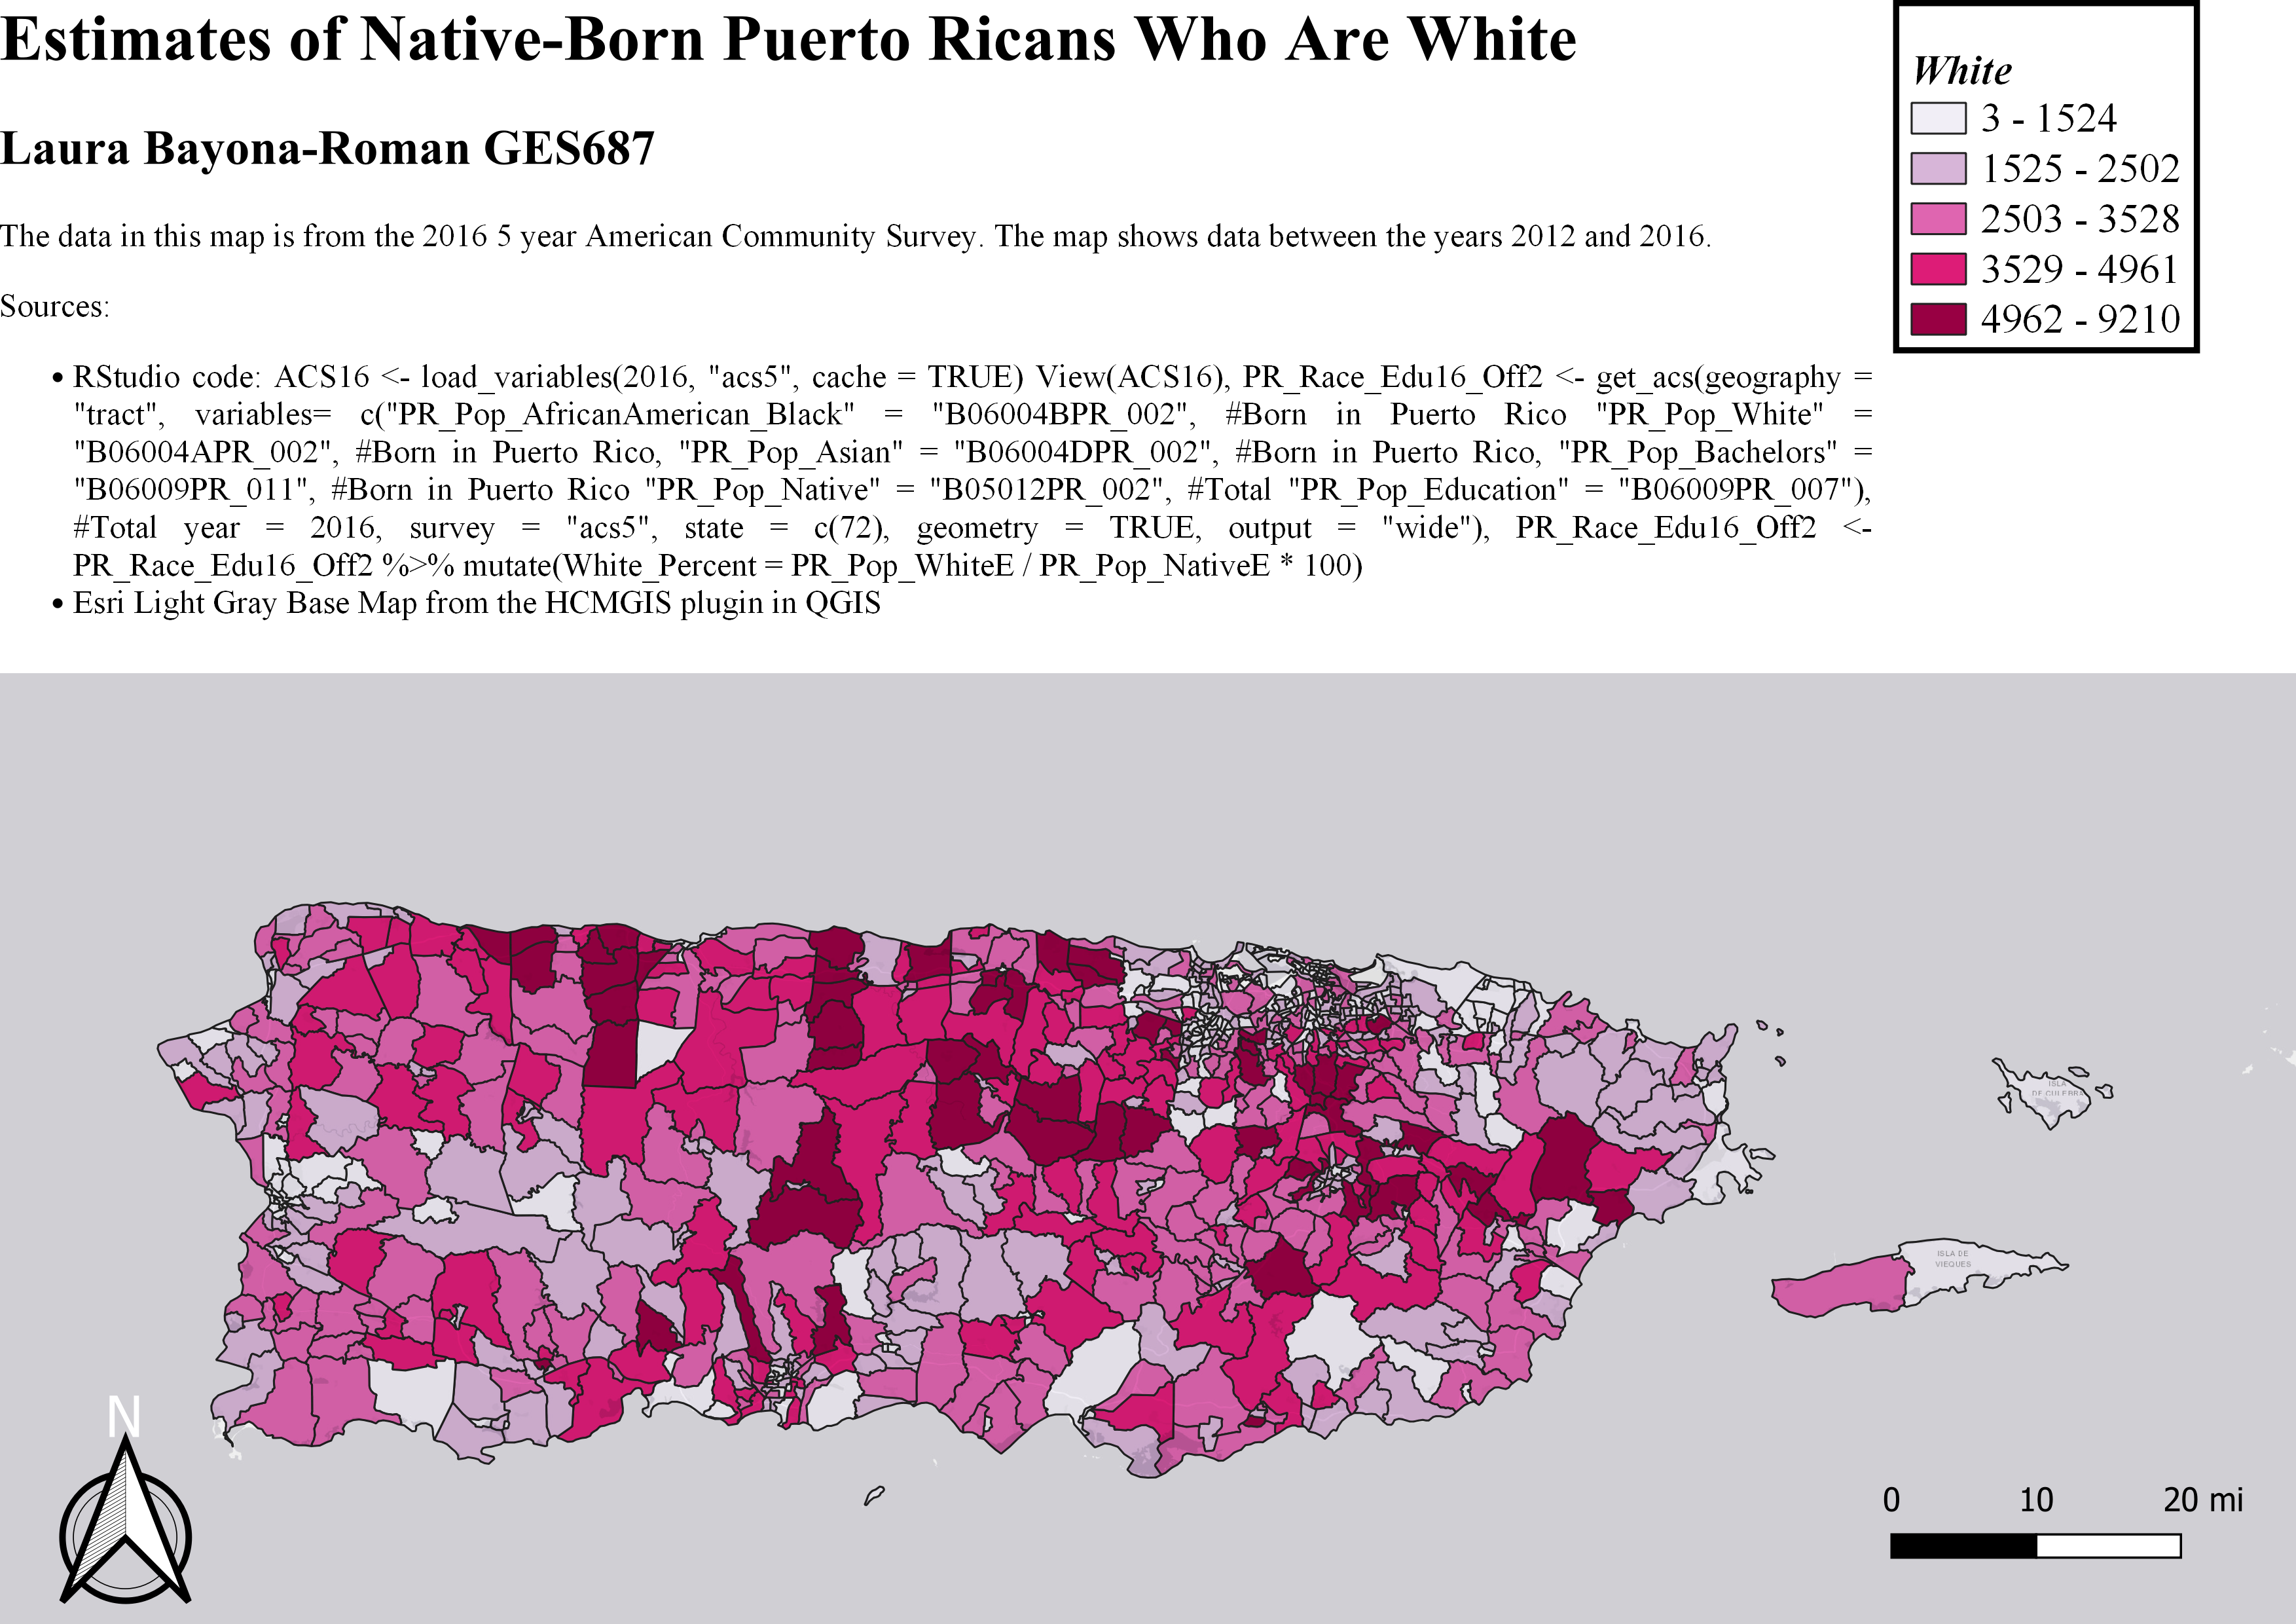 Estimates of Native-Born Puerto Ricans Who Are White
Laura Bayona-Roman GES687
The data in this map is from the 2016 5 year American Community Survey. The map shows data between the years 2012 and 2016.
Sources:
• RStudio code: ACS16 <- load_variables(2016, "acs5", cache = TRUE) View(ACS16), PR_Race_Edu16_Off2 <- get_acs(geography =
"tract", variables= c("PR_Pop_AfricanAmerican_Black" = "B06004BPR_002", #Born in Puerto Rico "PR_Pop_White" =
"B06004APR_002", #Born in Puerto Rico, "PR_Pop_Asian" = "B06004DPR_002", #Born in Puerto Rico, "PR_Pop_Bachelors" =
"B06009PR_011", #Born in Puerto Rico "PR_Pop_Native" = "B05012PR_002", #Total "PR_Pop_Education" = "B06009PR_007"),
#Total year = 2016, survey = "acs5", state = c(72), geometry = TRUE, output = "wide"), PR_Race_Edu16_Off2 <-
PR_Race_Edu16_Off2 %>% mutate(White_Percent = PR_Pop_WhiteE / PR_Pop_NativeE * 100)
• Esri Light Gray Base Map from the HCMGIS plugin in QGIS
White
3 - 1524
1525 - 2502
2503 - 3528
3529 - 4961
4962 - 9210
ISLA
DE CULEBRA
ISLA DE
VIEQUES
N
0 10 20 mi